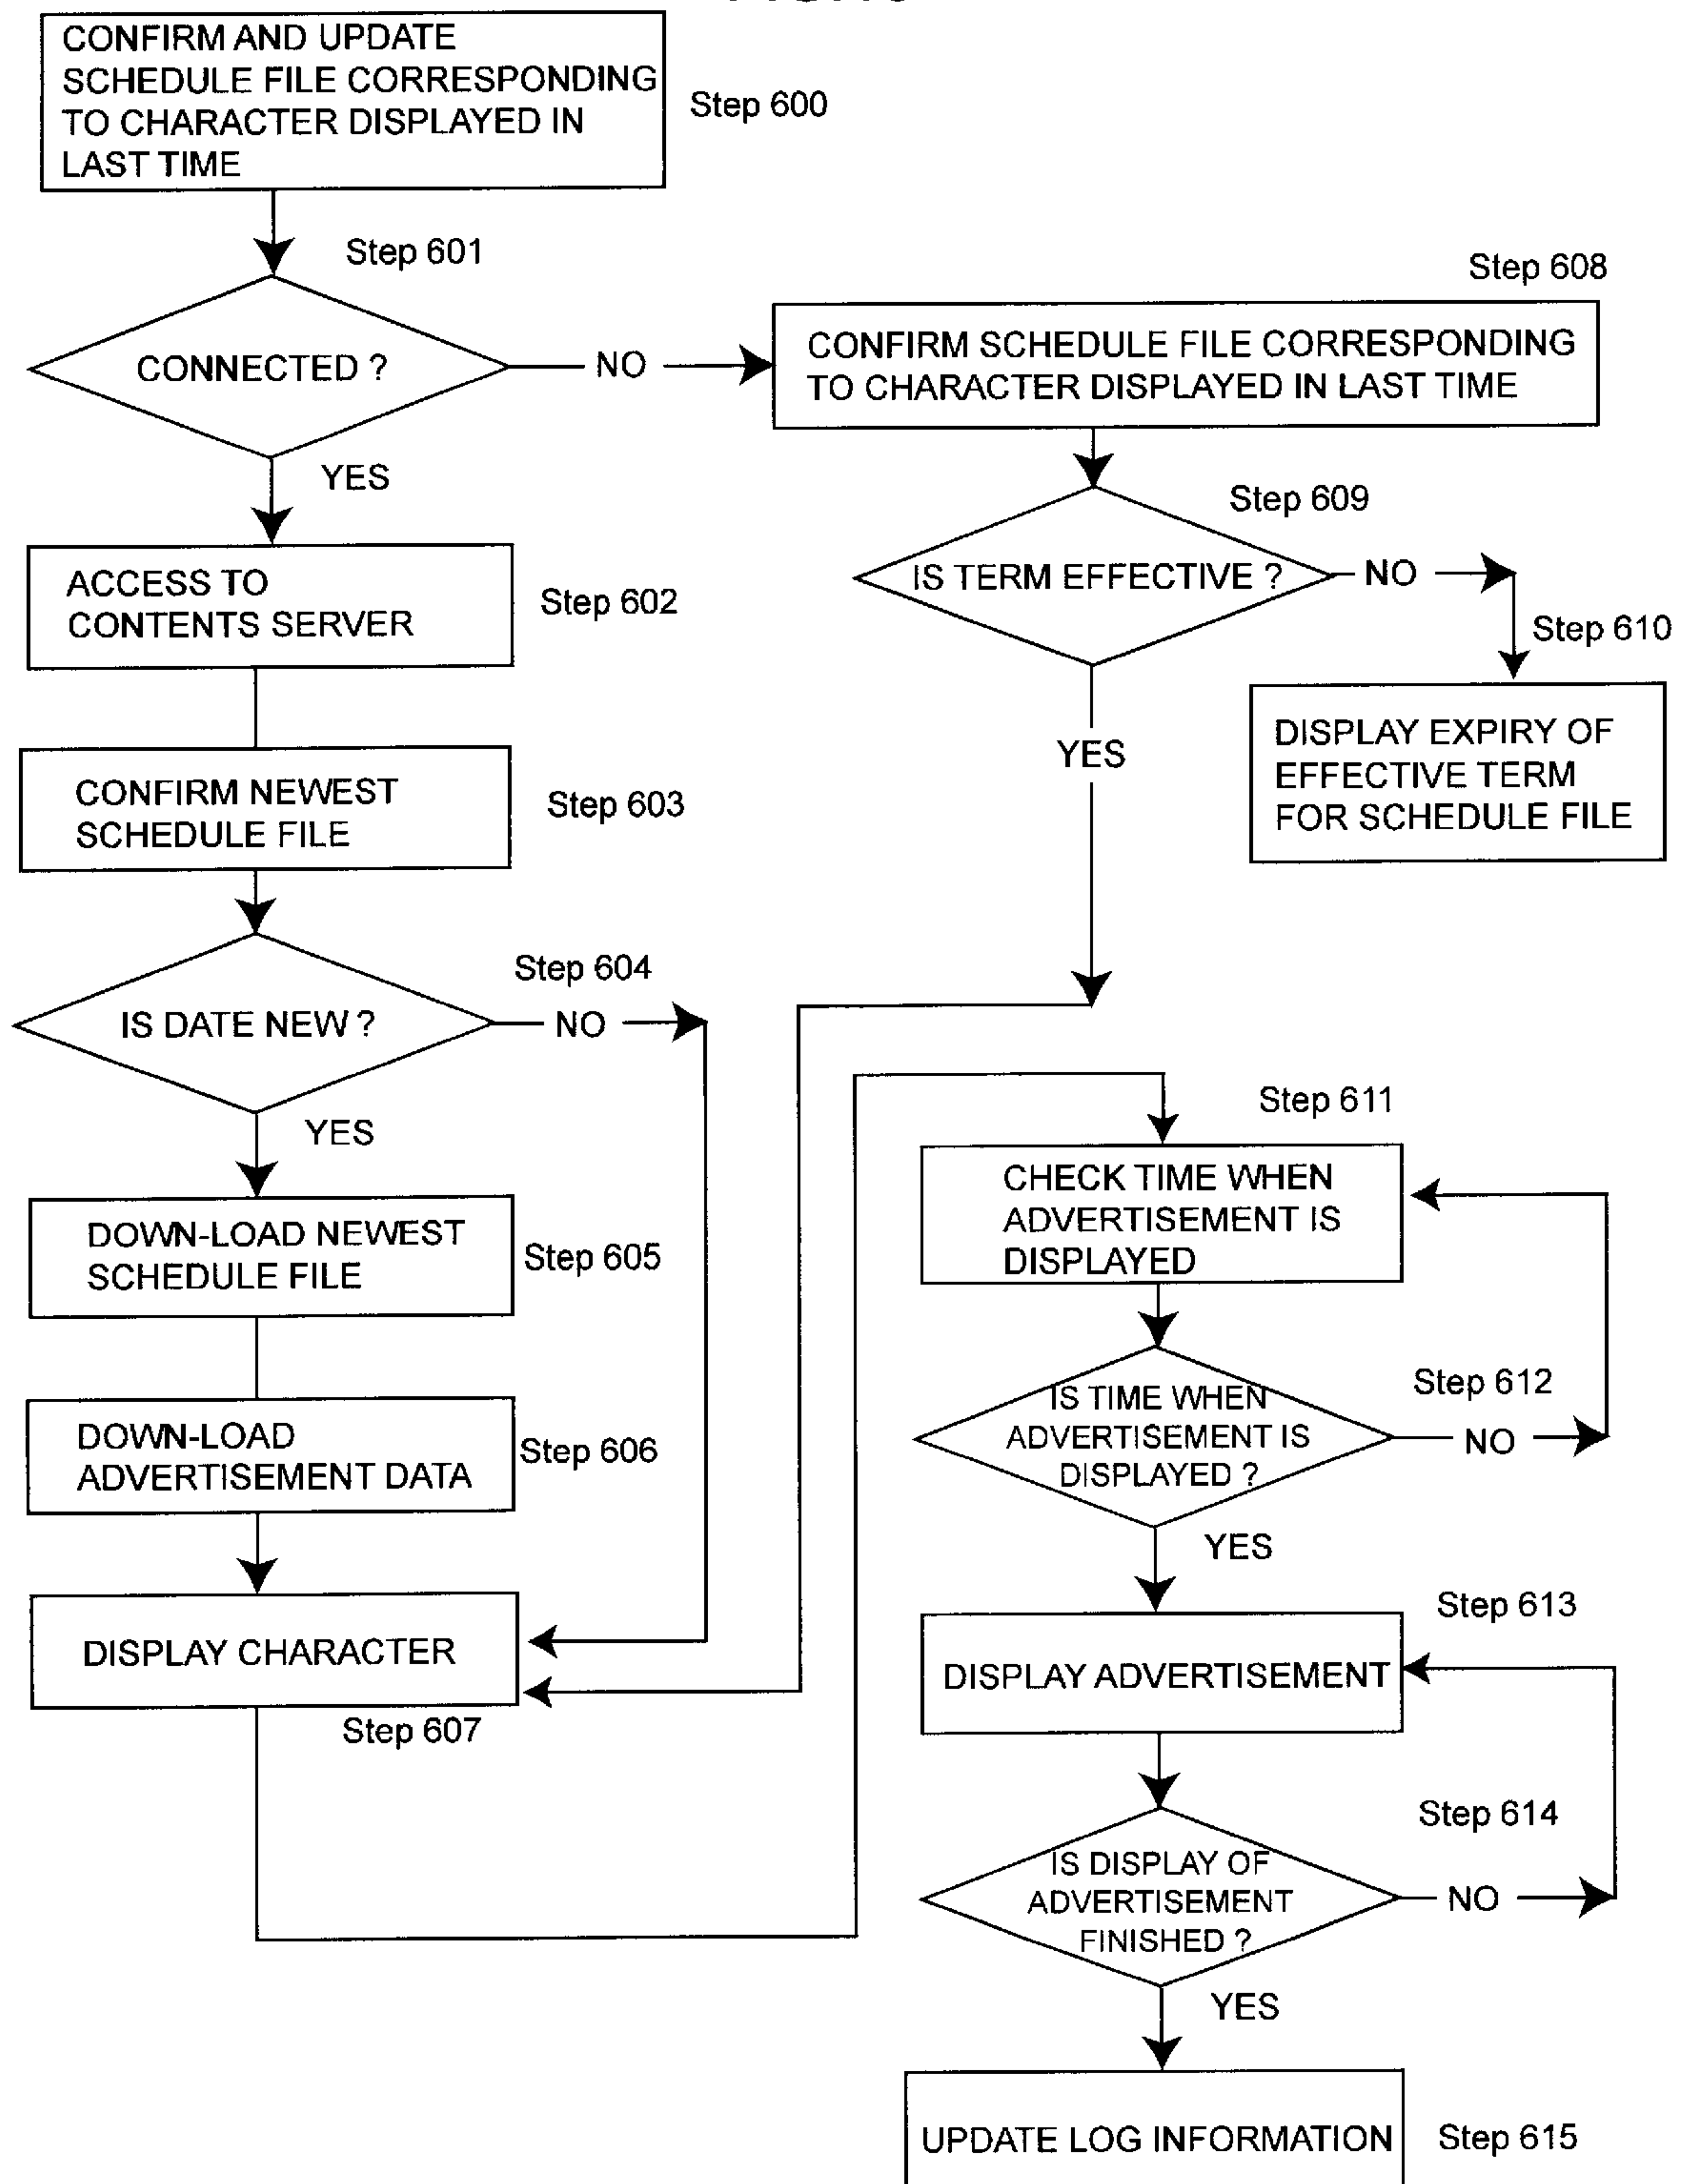 CONFIRM AND UPDATE
SCHEDULE FILE CORRESPONDING
TO CHARACTER DISPLAYED IN
LAST TIME
Step 600
Step 601
CONNECTED ?
NO
YES
Step 608
CONFIRM SCHEDULE FILE CORRESPONDING
TO CHARACTER DISPLAYED IN LAST TIME
ACCESS TO
CONTENTS SERVER
Step 602
CONFIRM NEWEST
SCHEDULE FILE
Step 603
Step 604
IS DATE NEW ?
NO
YES
DOWN-LOAD NEWEST
SCHEDULE FILE
Step 605
DOWN-LOAD
ADVERTISEMENT DATA
Step 606
DISPLAY CHARACTER
Step 607
Step 609
IS TERM EFFECTIVE ?
NO
YES
Step 610
DISPLAY EXPIRY OF
EFFECTIVE TERM
FOR SCHEDULE FILE
Step 611
CHECK TIME WHEN
ADVERTISEMENT IS
DISPLAYED
Step 612
IS TIME WHEN
ADVERTISEMENT IS
DISPLAYED ?
NO
YES
Step 613
DISPLAY ADVERTISEMENT
Step 614
IS DISPLAY OF
ADVERTISEMENT
FINISHED ?
NO
YES
UPDATE LOG INFORMATION
Step 615